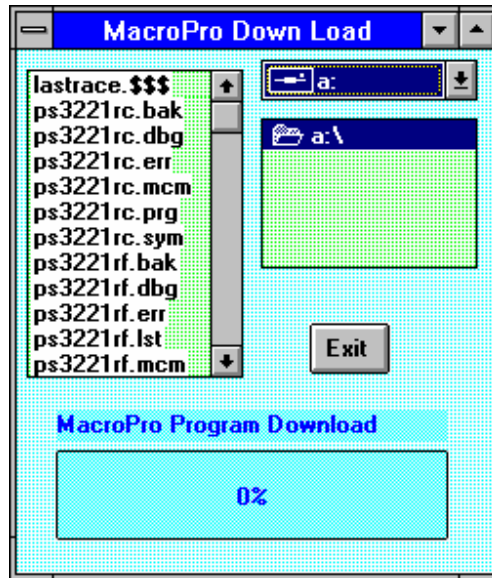 MacroPro Down Load
lastrace.$$$
ps3221rc.bak
ps3221rc.dbg
ps3221rc.err
ps3221rc.mcm
ps3221rc.prg
ps3221rc.sym
ps3221rf.bak
ps3221rf.dbg
ps3221rf.err
ps3221rf.lst
ps3221rf.mcm
a:
a:\
Exit
MacroPro Program Download
0%